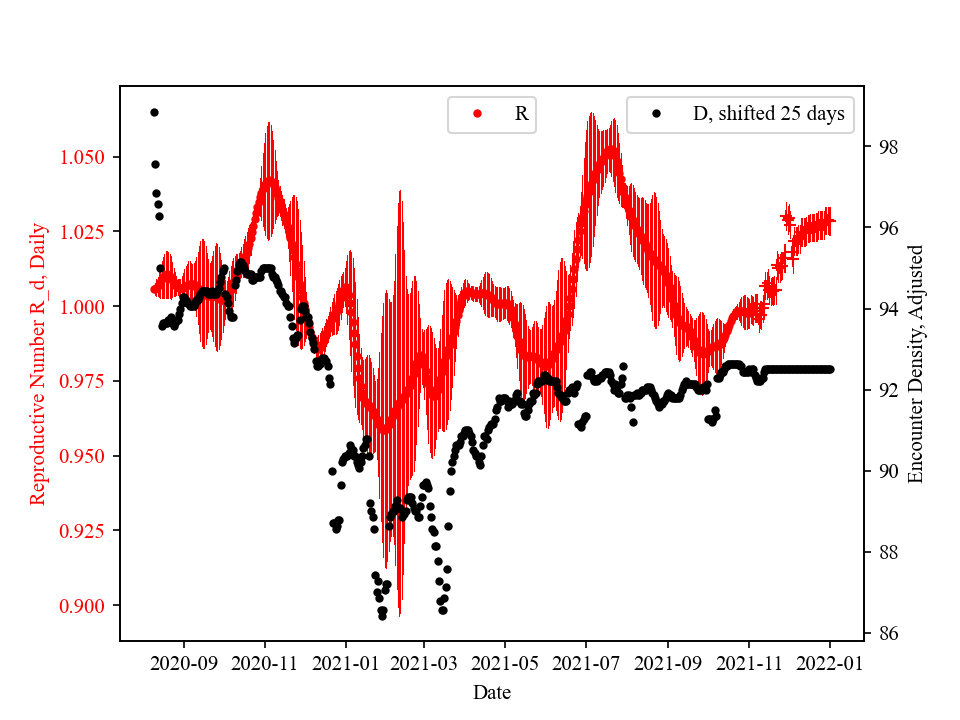 R
D, shifted 25 days
Reproductive Number R_d, Daily
1.050
1.025
1.000
0.975
0.950
0.925
0.900
98
96
94
92
90
88
86
Encounter Density, Adjusted
2020-09 2020-11 2021-01 2021-03 2021-05 2021-07 2021-09 2021-11 2022-01
Date